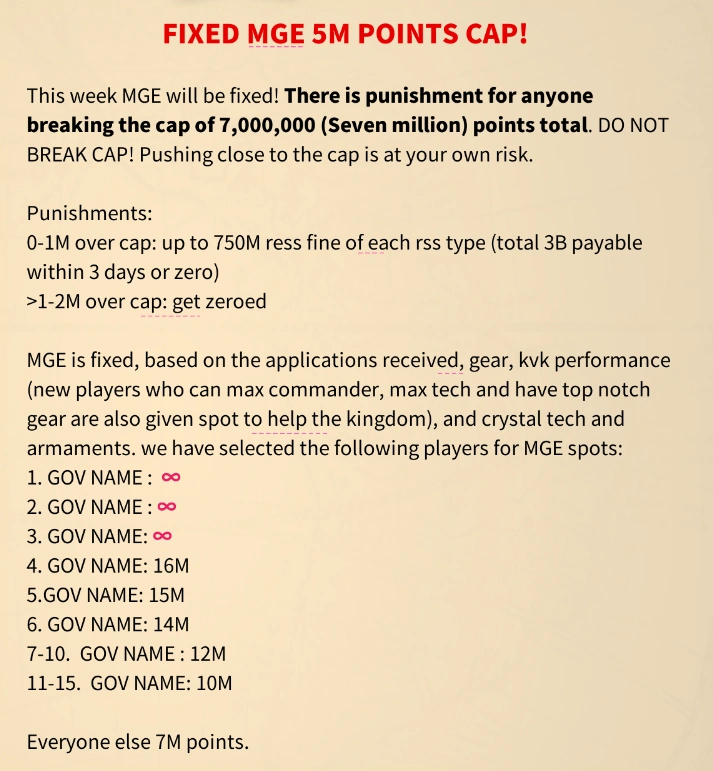 FIXED MGE 5M POINTS CAP!
This week MGE will be fixed! There is punishment for anyone
breaking the cap of 7,000,000 (Seven million) points total. DO NOT
BREAK CAP! Pushing close to the cap is at your own risk.
Punishments:
0-1M over cap: up to 750M ress fine of each rss type (total 3B payable
within 3 days or zero)
>1-2M over cap: get zeroed
MGE is fixed, based on the applications received, gear, kvk performance
(new players who can max commander, max tech and have top notch
gear are also given spot to help the kingdom), and crystal tech and
armaments. we have selected the following players for MGE spots:
1. GOV NAME : ∞
2. GOV NAME : ∞
3. GOV NAME: ∞
4. GOV NAME: 16M
5.GOV NAME: 15M
6. GOV NAME: 14M
7-10. GOV NAME : 12M
11-15. GOV NAME: 10M
Everyone else 7M points.